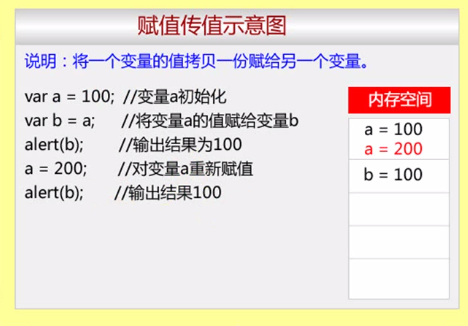 赋值传值示意图
说明：将一个变量的值拷贝一份赋给另一个变量。
var a = 100; //变量a初始化
var b = a; //将变量a的值赋给变量b
alert(b); //输出结果为100
a = 200; //对变量a重新赋值
alert(b); //输出结果100
内存空间
a = 100
a = 200
b = 100